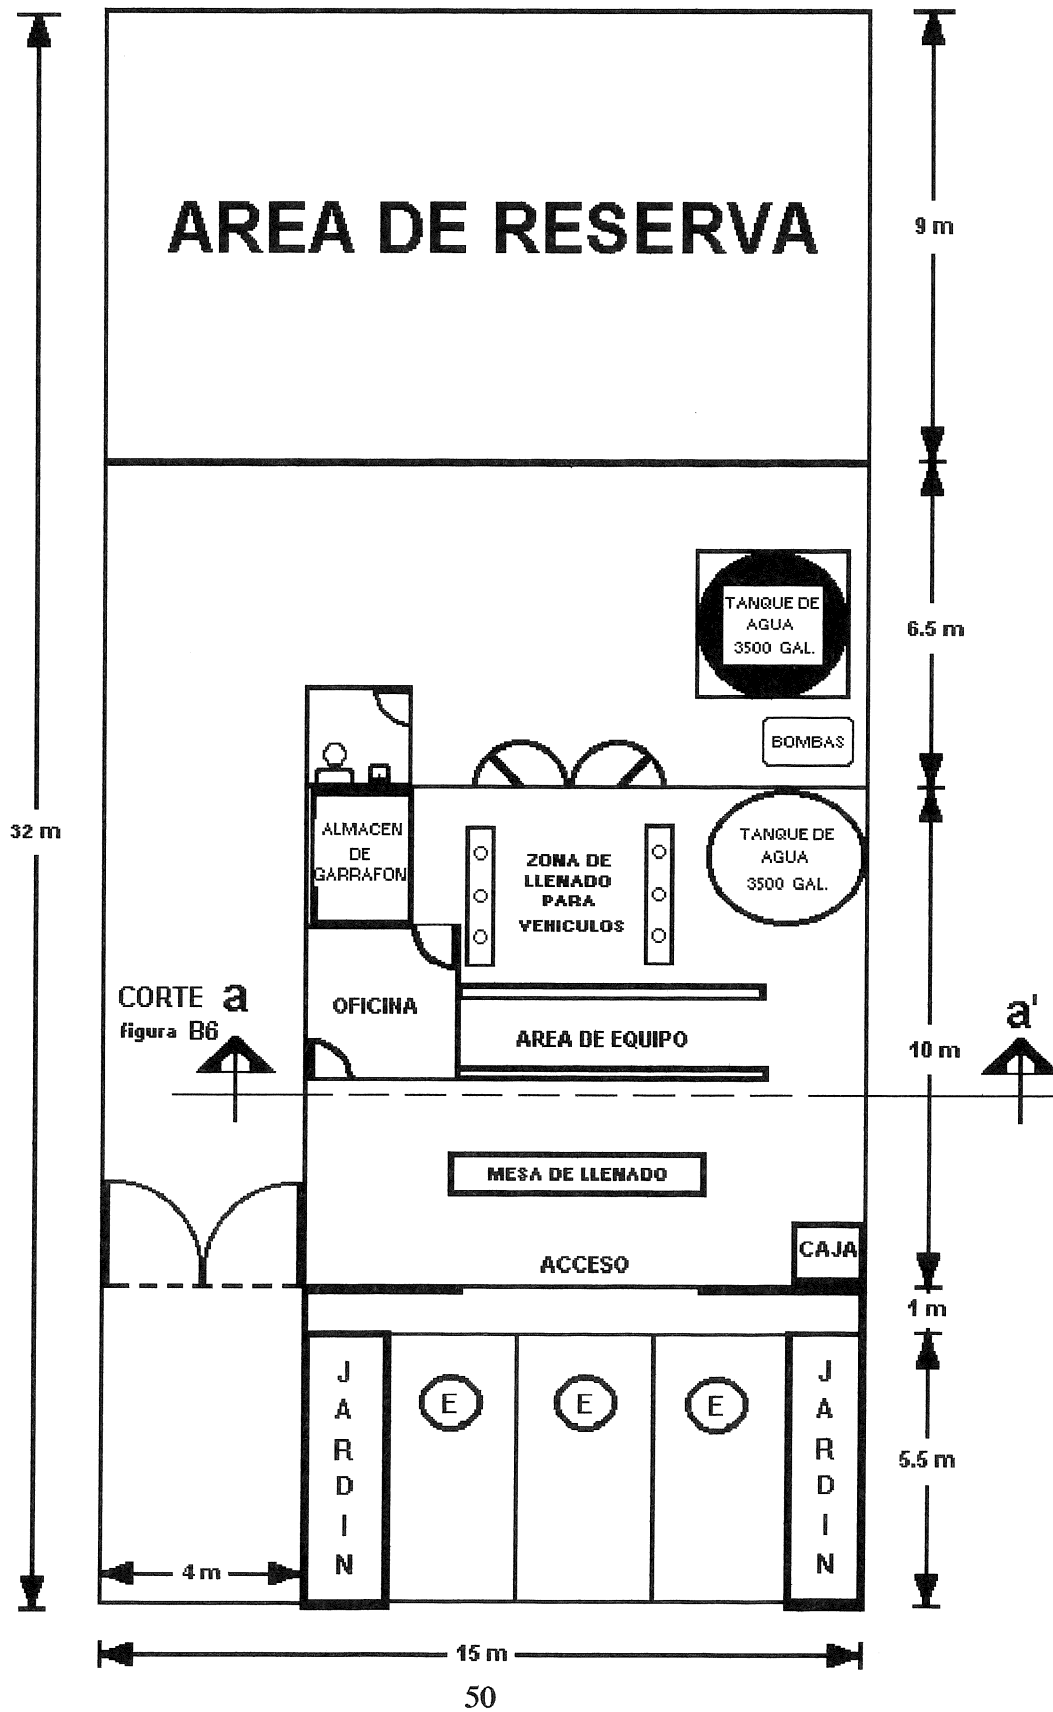 AREA DE RESERVA
9 m
6.5 m
TANQUE DE
AGUA
3500 GAL.
BOMBAS
32 m
ALMACEN
DE
GARRAFON
ZONA DE
LLENADO
PARA
VEHICULOS
TANQUE DE
AGUA
3500 GAL.
CORTE a
figura B6
OFICINA
AREA DE EQUIPO
a'
10 m
MESA DE LLENADO
CAJA
ACCESO
1 m
JARDIN
E
E
E
JARDIN
5.5 m
4 m
15 m
50